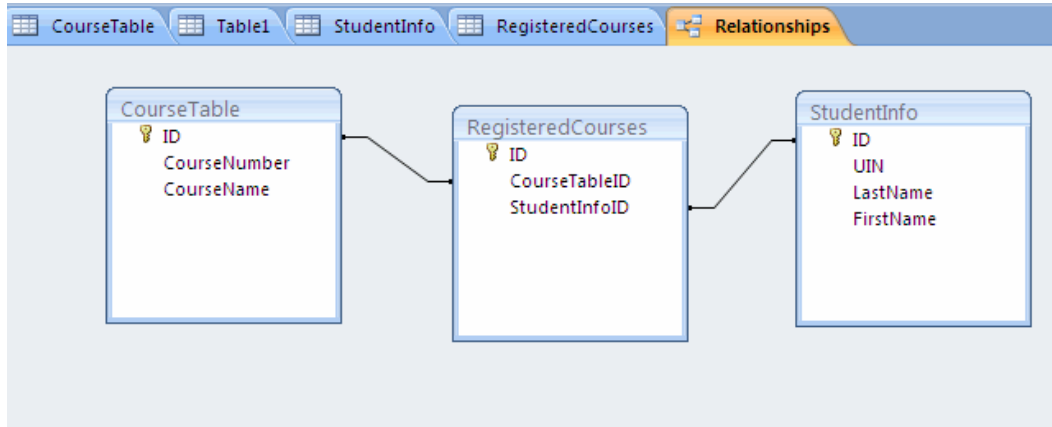 CourseTable Table1 StudentInfo RegisteredCourses Relationships
CourseTable
ID
CourseNumber
CourseName
RegisteredCourses
ID
CourseTableID
StudentInfoID
StudentInfo
ID
UIN
LastName
FirstName